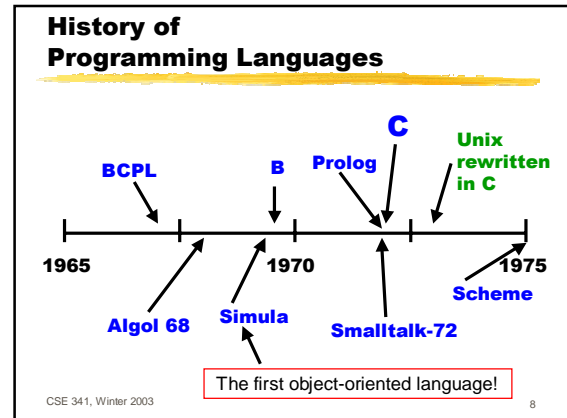 History of
Programming Languages
C
Unix
rewritten
in C
BCPL
B
Prolog
1965
1970
1975
Algol 68
Simula
Smalltalk-72
Scheme
The first object-oriented language!
CSE 341, Winter 2003
8